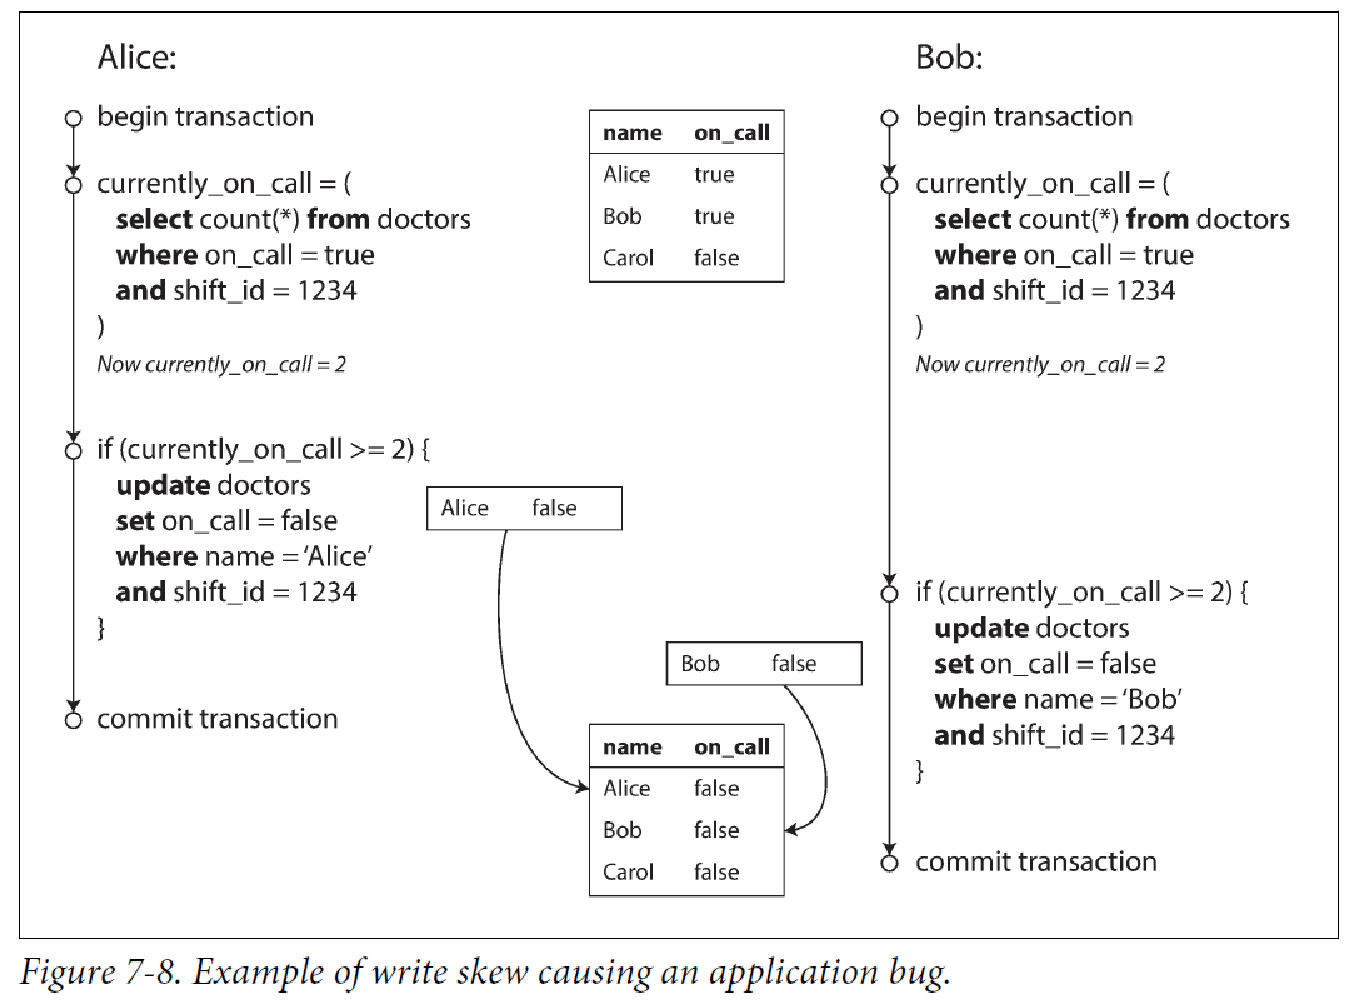 Alice:
begin transaction
currently_on_call = (
select count(*) from doctors
where on_call = true
and shift_id = 1234
)
Now currently_on_call = 2
if (currently_on_call >= 2) {
update doctors
set on_call = false
where name = ‘Alice’
and shift_id = 1234
}
commit transaction
name on_call
Alice true
Bob true
Carol false
Alice false
Bob false
name on_call
Alice false
Bob false
Carol false
Bob:
begin transaction
currently_on_call = (
select count(*) from doctors
where on_call = true
and shift_id = 1234
)
Now currently_on_call = 2
if (currently_on_call >= 2) {
update doctors
set on_call = false
where name = ‘Bob’
and shift_id = 1234
}
commit transaction
Figure 7-8. Example of write skew causing an application bug.